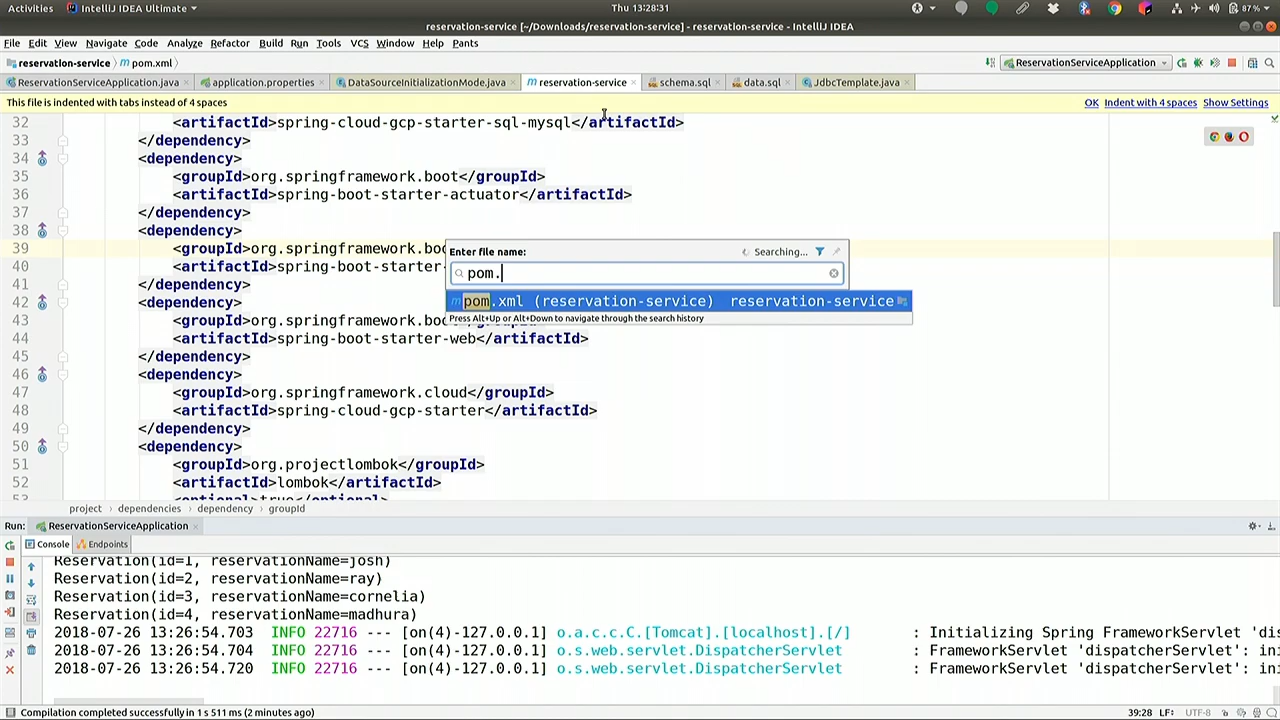 Activities IntelliJ IDEA Ultimate Thu 13:28:31 87%
reservation-service [~/Downloads/reservation-service] - reservation-service - IntelliJ IDEA
File Edit View Navigate Code Analyze Refactor Build Run Tools VCS Window Help Pants
reservation-service pom.xml ReservationServiceApplication
ReservationServiceApplication.java application.properties DataSourceInitializationMode.java reservation-service schema.sql data.sql JdbcTemplate.java
This file is indented with tabs instead of 4 spaces OK Indent with 4 spaces Show Settings
32 <artifactId>spring-cloud-gcp-starter-sql-mysql</artifactId>
33 </dependency>
34 <dependency>
35 <groupId>org.springframework.boot</groupId>
36 <artifactId>spring-boot-starter-actuator</artifactId>
37 </dependency>
38 <dependency>
39 <groupId>org.springframework.boo
Enter file name: Searching...
40 <artifactId>spring-boot-starter-
pom.
41 </dependency>
42 <dependency>
pom.xml (reservation-service) reservation-service
43 <groupId>org.springframework.boot</groupId>
Press Alt+Up or Alt+Down to navigate through the search history
44 <artifactId>spring-boot-starter-web</artifactId>
45 </dependency>
46 <dependency>
47 <groupId>org.springframework.cloud</groupId>
48 <artifactId>spring-cloud-gcp-starter</artifactId>
49 </dependency>
50 <dependency>
51 <groupId>org.projectlombok</groupId>
52 <artifactId>lombok</artifactId>
53 <optional>true</optional>
project dependencies dependency groupId
Run: ReservationServiceApplication
Console Endpoints
Reservation(id=1, reservationName=josh)
Reservation(id=2, reservationName=ray)
Reservation(id=3, reservationName=cornelia)
Reservation(id=4, reservationName=madhura)
2018-07-26 13:26:54.703 INFO 22716 --- [on(4)-127.0.0.1] o.a.c.c.C.[Tomcat].[localhost].[/] : Initializing Spring FrameworkServlet 'dis
2018-07-26 13:26:54.704 INFO 22716 --- [on(4)-127.0.0.1] o.s.web.servlet.DispatcherServlet : FrameworkServlet 'dispatcherServlet': ini
2018-07-26 13:26:54.720 INFO 22716 --- [on(4)-127.0.0.1] o.s.web.servlet.DispatcherServlet : FrameworkServlet 'dispatcherServlet': ini
Compilation completed successfully in 1 s 511 ms (2 minutes ago) 39:28 LF: UTF-8